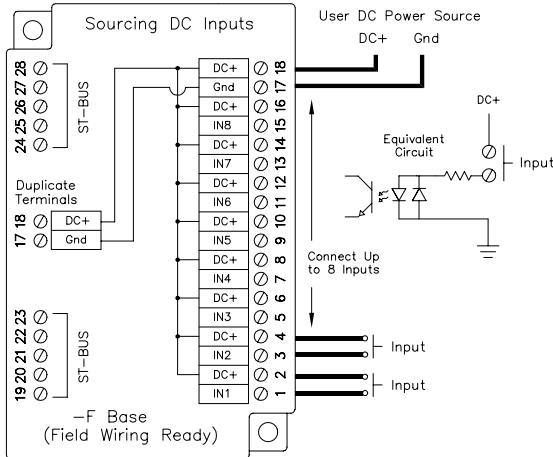 Sourcing DC Inputs
User DC Power Source
DC+ Gnd
28
27
26
25
24
ST-BUS
Duplicate
Terminals
18 DC+
17 Gnd
23
22
21
20
19
ST-BUS
DC+ 18
Gnd 17
DC+ 16
IN8 15
DC+ 14
IN7 13
DC+ 12
IN6 11
DC+ 10
IN5 9
DC+ 8
IN4 7
DC+ 6
IN3 5
DC+ 4
IN2 3
DC+ 2
IN1 1
DC+
Equivalent
Circuit
Input
Connect Up
to 8 Inputs
Input
Input
-F Base
(Field Wiring Ready)